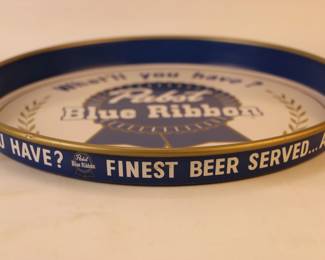 What'll you have?
Pabst
Blue Ribbon
U HAVE? Pabst Blue Ribbon FINEST BEER SERVED... A